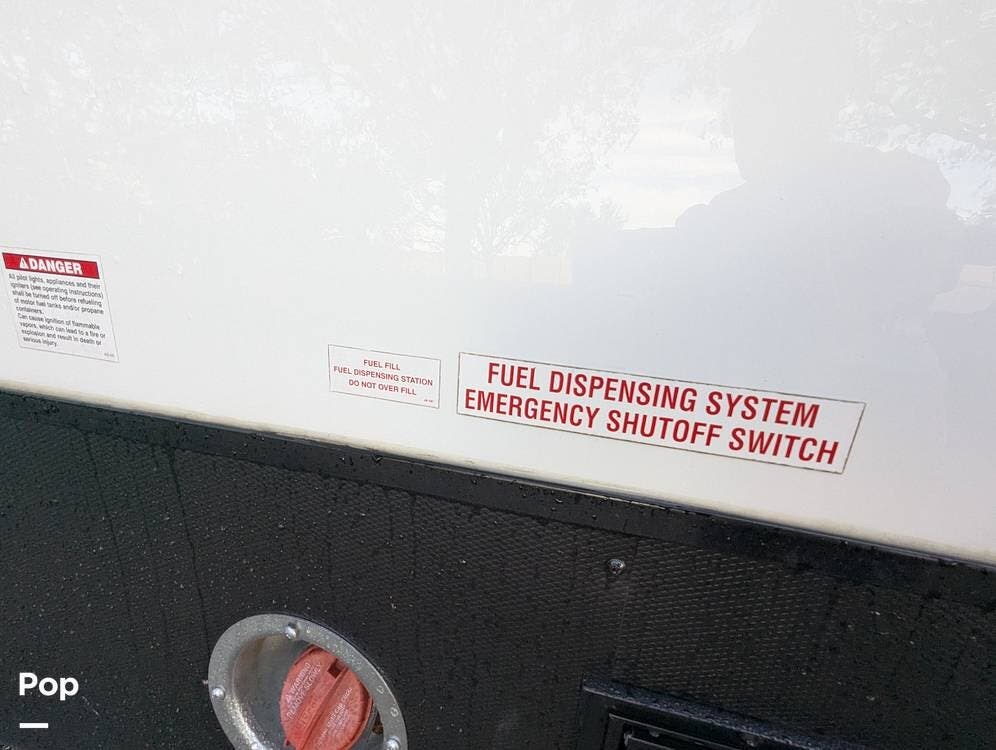 DANGER
All pilot lights, appliances and their
igniters (see operating instructions)
shall be turned off before refueling
of motor fuel tanks and/or propane
containers.
Can cause ignition of flammable
vapors, which can lead to a fire or
explosion and result in death or
serious injury.
FUEL FILL
FUEL DISPENSING STATION
DO NOT OVER FILL
FUEL DISPENSING SYSTEM
EMERGENCY SHUTOFF SWITCH
WARNING
REMOVE SLOWLY
Pop